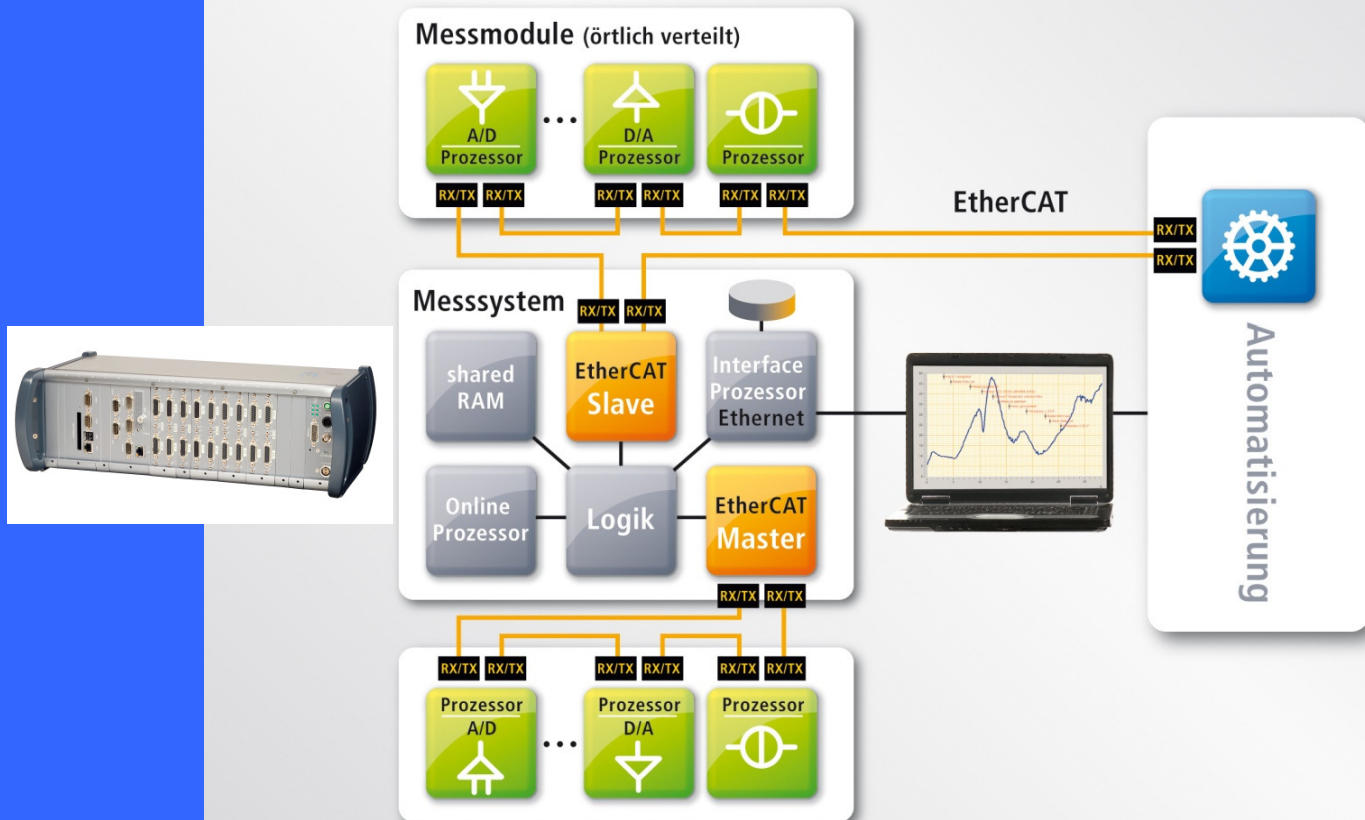 Messmodule (örtlich verteilt)
A/D
Prozessor
...
D/A
Prozessor
Prozessor
RX/TX RX/TX RX/TX RX/TX RX/TX RX/TX
EtherCAT
RX/TX
RX/TX
Automatisierung
Messsystem
RX/TX RX/TX
shared
RAM
EtherCAT
Slave
Interface
Prozessor
Ethernet
Online
Prozessor
Logik
EtherCAT
Master
RX/TX RX/TX
RX/TX RX/TX RX/TX RX/TX RX/TX RX/TX
Prozessor
A/D
...
Prozessor
D/A
Prozessor